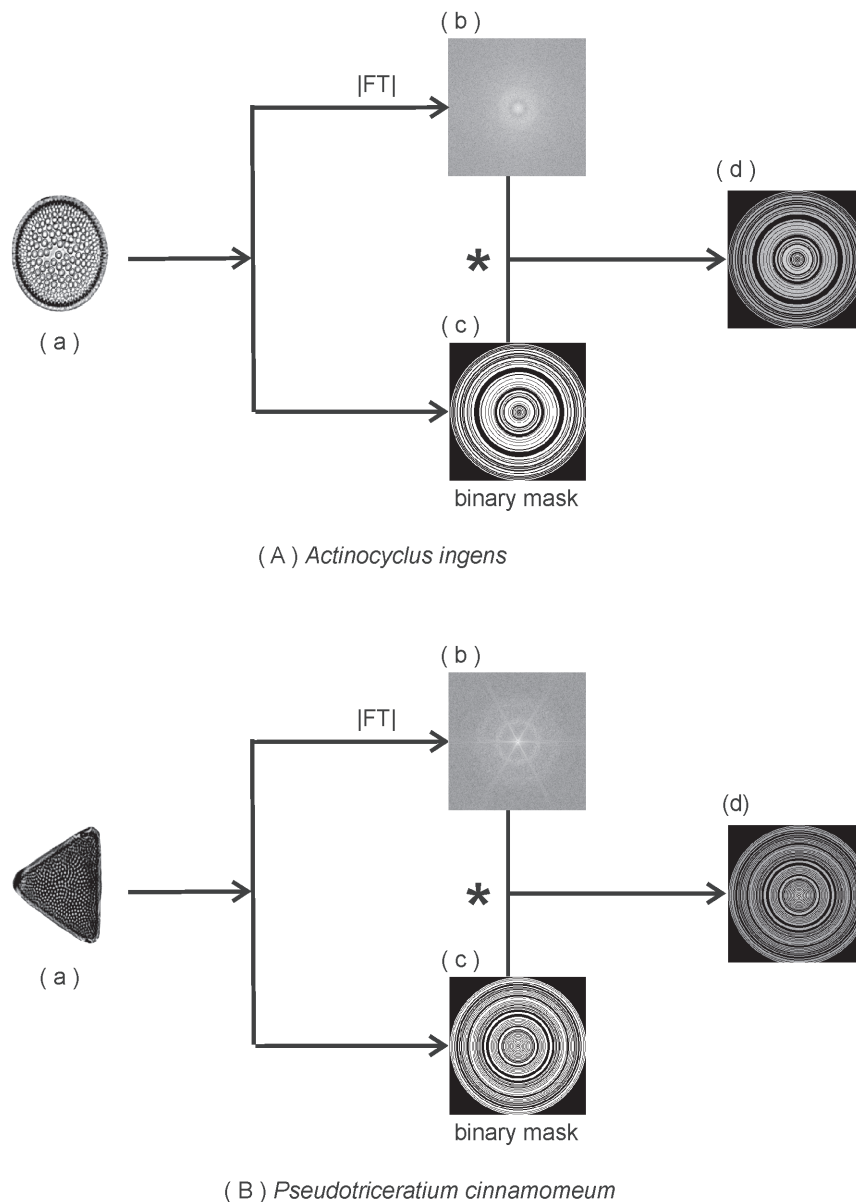 ( b )
|FT|
( d )
*
( a )
( c )
binary mask
( A ) Actinocyclus ingens
( b )
|FT|
(d)
*
( a )
( c )
binary mask
( B ) Pseudotriceratium cinnamomeum